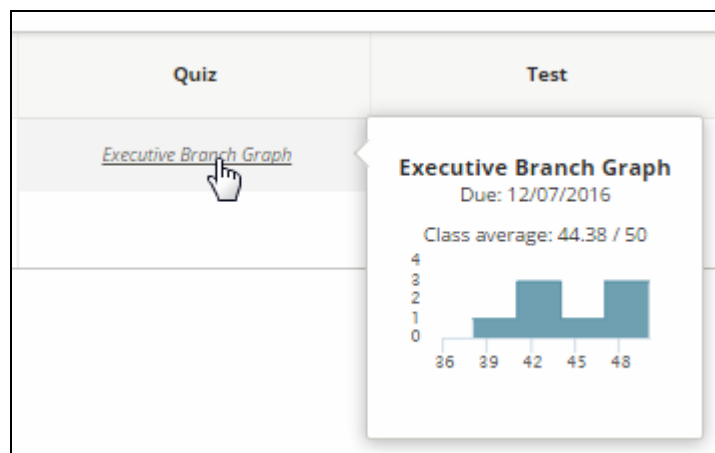 Quiz
Test
Executive Branch Graph
Executive Branch Graph
Due: 12/07/2016
Class average: 44.38 / 50
4
3
2
1
0
36 39 42 45 48